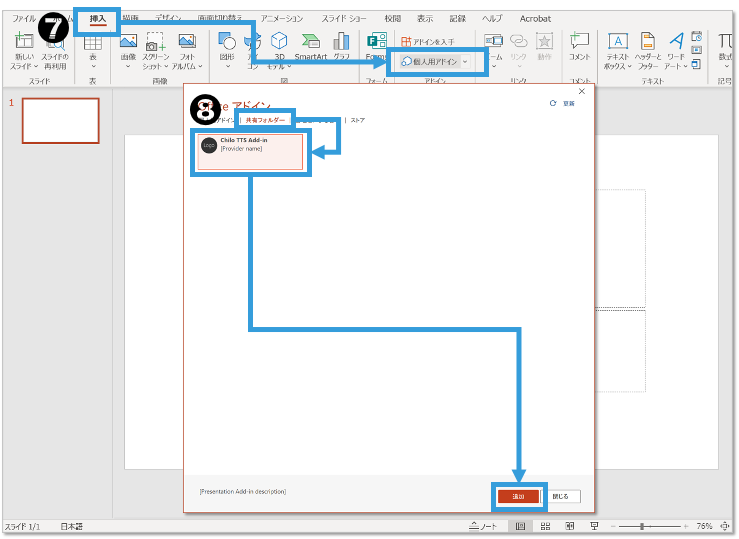 ファイル 挿入 描画 デザイン 画面切り替え アニメーション スライド ショー 校閲 表示 記録 ヘルプ Acrobat
❼
新しい スライドの 表 画像 スクリーン フォト 図形 アイ 3D SmartArt グラフ Forms アドインを入手 リンク 動作 コメント テキスト ヘッダーと ワード 数式
スライド 再利用 ショット アルバム コン モデル 個人用アドイン ボックス フッター アート
スライド 表 画像 図 フォーム アドイン リンク コメント テキスト 記号
1
❽
アドイン
更新
共有フォルダー | ストア
Logo
Chilo TTS Add-in
[Provider name]
[Presentation Add-in description]
追加 閉じる
スライド 1/1 日本語 ノート 76%